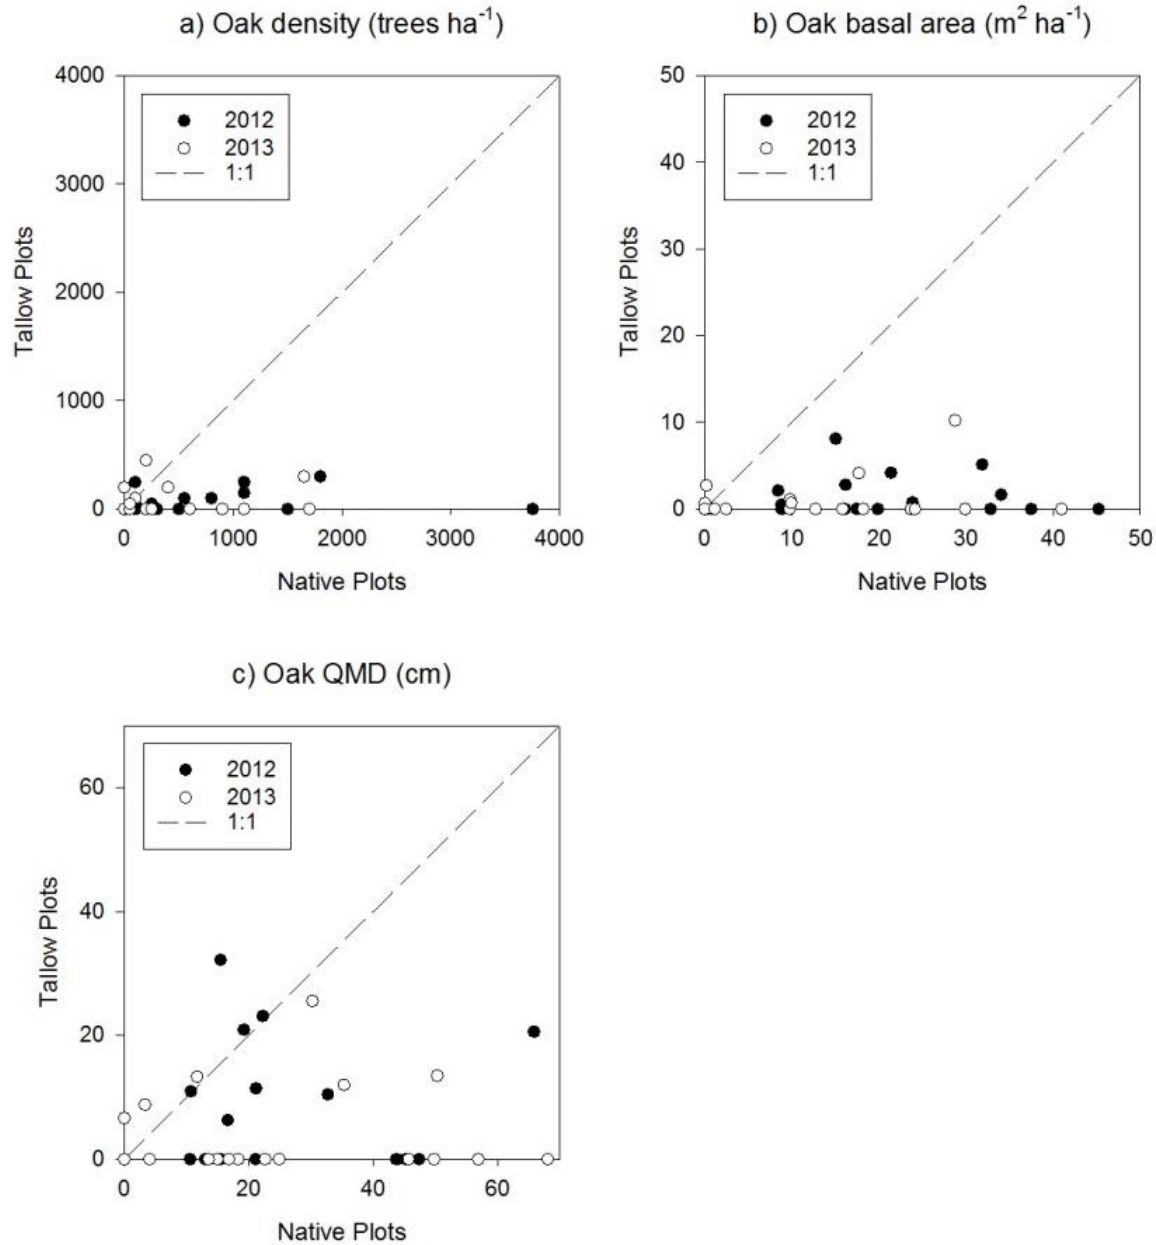 a) Oak density (trees ha⁻¹)
4000
3000
2000
1000
0
Tallow Plots
2012
2013
1:1
0 1000 2000 3000 4000
Native Plots
b) Oak basal area (m² ha⁻¹)
50
40
30
20
10
0
Tallow Plots
2012
2013
1:1
0 10 20 30 40 50
Native Plots
c) Oak QMD (cm)
60
40
20
0
Tallow Plots
2012
2013
1:1
0 20 40 60
Native Plots